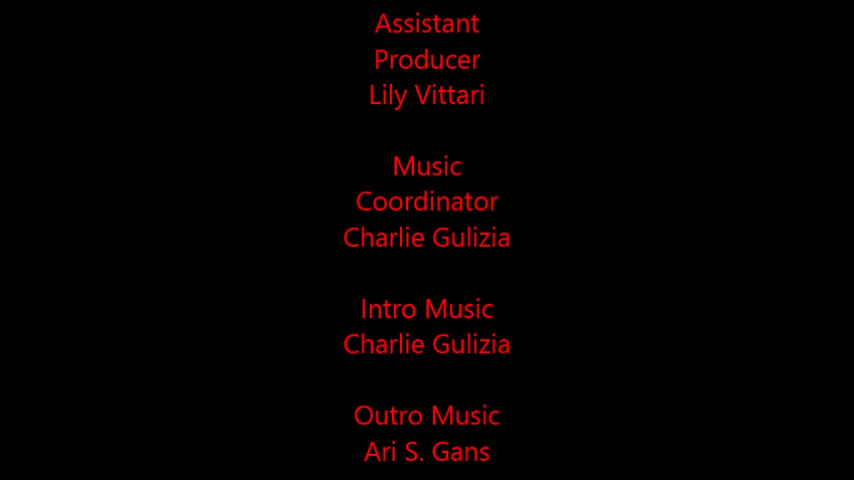 Assistant
Producer
Lily Vittari
Music
Coordinator
Charlie Gulizia
Intro Music
Charlie Gulizia
Outro Music
Ari S. Gans